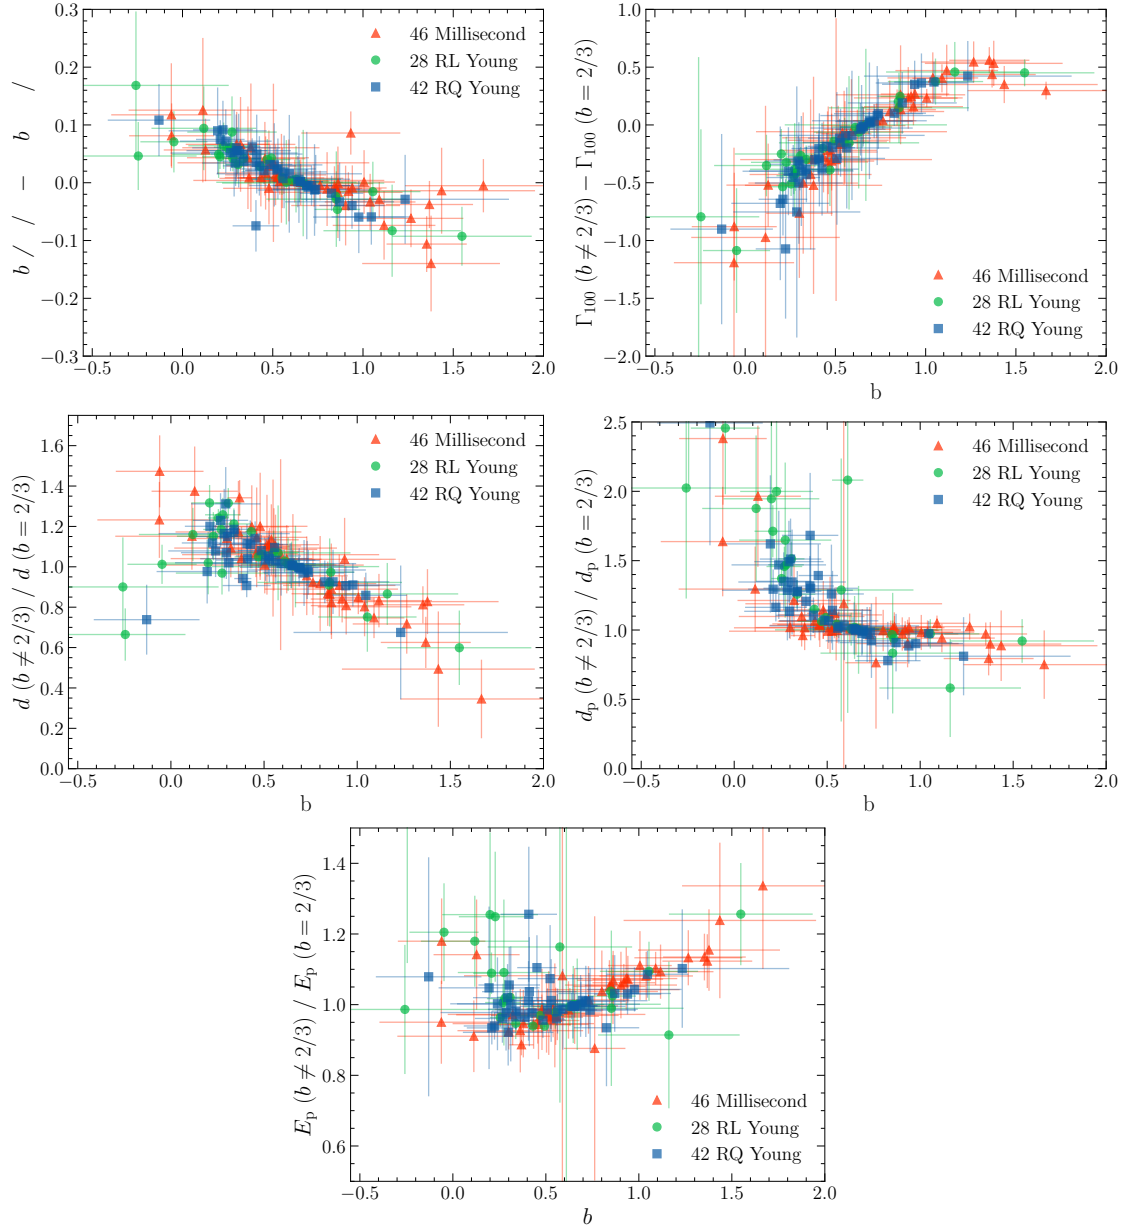 0.3
0.2
0.1
0.0
−0.1
−0.2
−0.3
−0.5
0.0
0.5
1.0
1.5
2.0
b / / − b /
46 Millisecond
28 RL Young
42 RQ Young
1.0
0.5
0.0
−0.5
−1.0
−1.5
−2.0
−0.5
0.0
0.5
1.0
1.5
2.0
b
Γ100 (b ≠ 2/3) − Γ100 (b = 2/3)
46 Millisecond
28 RL Young
42 RQ Young
1.6
1.4
1.2
1.0
0.8
0.6
0.4
0.2
0.0
−0.5
0.0
0.5
1.0
1.5
2.0
b
d (b ≠ 2/3) / d (b = 2/3)
46 Millisecond
28 RL Young
42 RQ Young
2.5
2.0
1.5
1.0
0.5
0.0
−0.5
0.0
0.5
1.0
1.5
2.0
b
dp (b ≠ 2/3) / dp (b = 2/3)
46 Millisecond
28 RL Young
42 RQ Young
1.4
1.2
1.0
0.8
0.6
−0.5
0.0
0.5
1.0
1.5
2.0
b
Ep (b ≠ 2/3) / Ep (b = 2/3)
46 Millisecond
28 RL Young
42 RQ Young